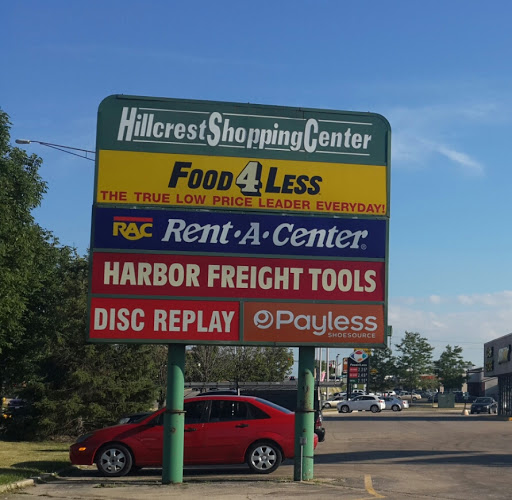 Hillcrest Shopping Center
FOOD 4 LESS
THE TRUE LOW PRICE LEADER EVERYDAY!
RAC Rent-A-Center
HARBOR FREIGHT TOOLS
DISC REPLAY
Payless
SHOESOURCE